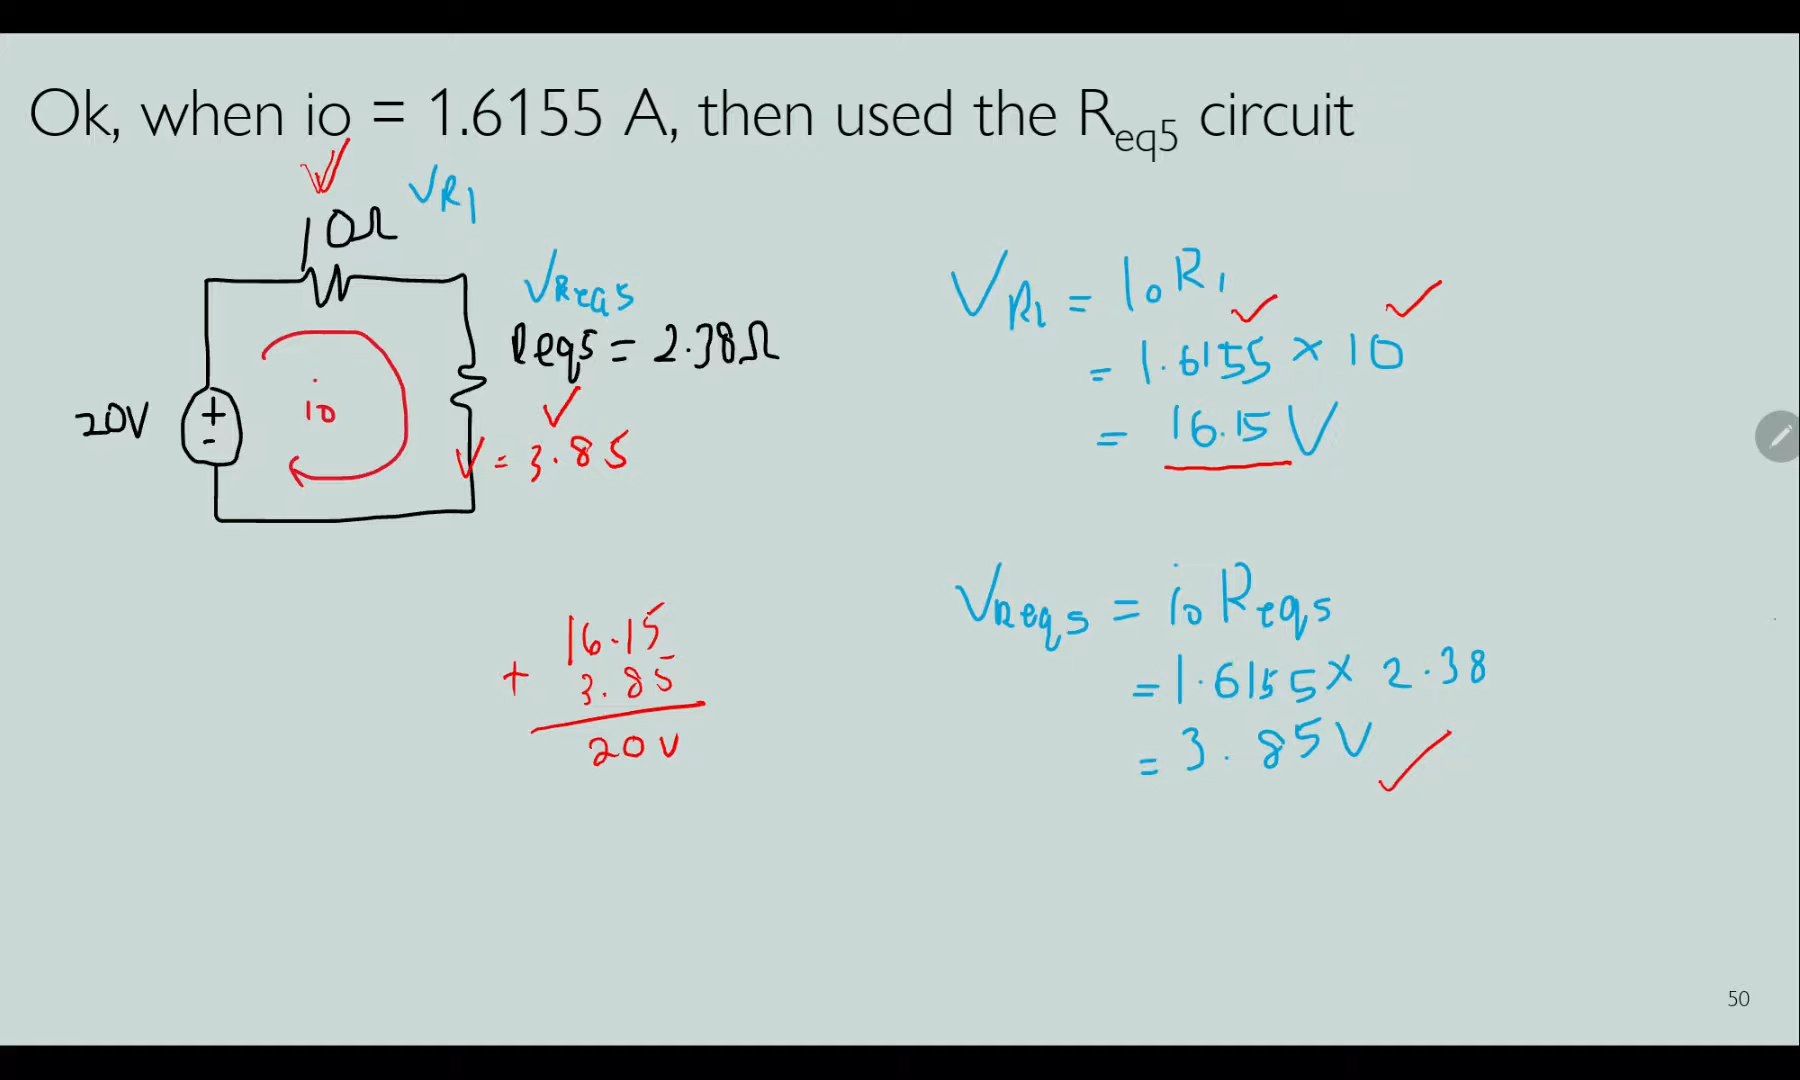 Ok, when io = 1.6155 A, then used the Req5 circuit
VR1
10Ω
VReq5
Req5 = 2.38Ω
20V
+
-
io
V = 3.85
16.15
+ 3.85
20 V
VR1 = IoR1
= 1.6155 × 10
= 16.15 V
VReq5 = io Req5
= 1.6155 × 2.38
= 3.85 V
50